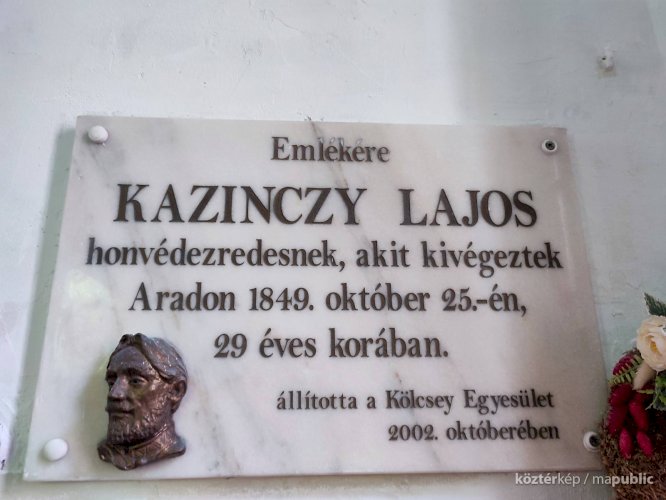 Emlékére
KAZINCZY LAJOS
honvédezredesnek, akit kivégeztek
Aradon 1849. október 25.-én,
29 éves korában.
állította a Kölcsey Egyesület
2002. októberében
köztérkép / mapublic